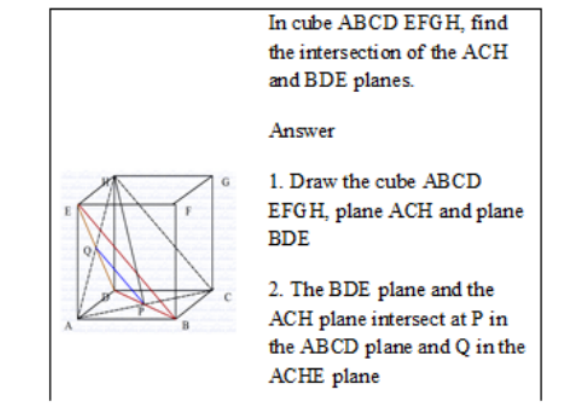 In cube ABCD EFGH, find
the intersection of the ACH
and BDE planes.
Answer
1. Draw the cube ABCD
EFGH, plane ACH and plane
BDE
2. The BDE plane and the
ACH plane intersect at P in
the ABCD plane and Q in the
ACHE plane
H
G
E
F
Q
D
C
P
A
B